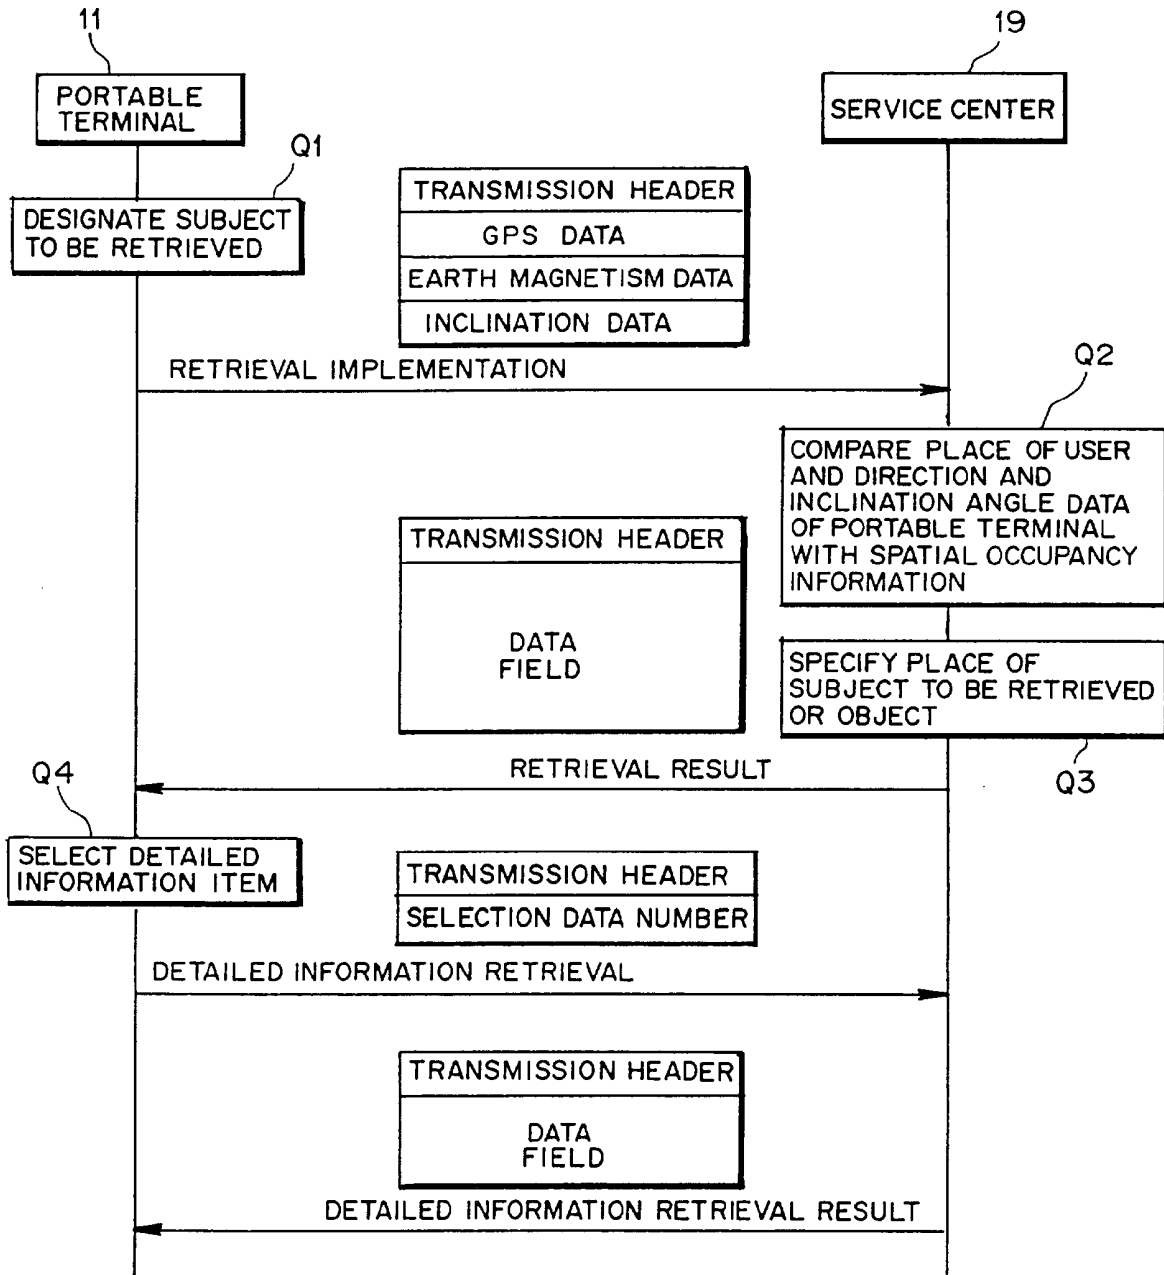 11
19
PORTABLE
TERMINAL
SERVICE CENTER
Q1
DESIGNATE SUBJECT
TO BE RETRIEVED
TRANSMISSION HEADER
GPS DATA
EARTH MAGNETISM DATA
INCLINATION DATA
RETRIEVAL IMPLEMENTATION
Q2
COMPARE PLACE OF USER
AND DIRECTION AND
INCLINATION ANGLE DATA
OF PORTABLE TERMINAL
WITH SPATIAL OCCUPANCY
INFORMATION
TRANSMISSION HEADER
DATA
FIELD
SPECIFY PLACE OF
SUBJECT TO BE RETRIEVED
OR OBJECT
Q3
RETRIEVAL RESULT
Q4
SELECT DETAILED
INFORMATION ITEM
TRANSMISSION HEADER
SELECTION DATA NUMBER
DETAILED INFORMATION RETRIEVAL
TRANSMISSION HEADER
DATA
FIELD
DETAILED INFORMATION RETRIEVAL RESULT